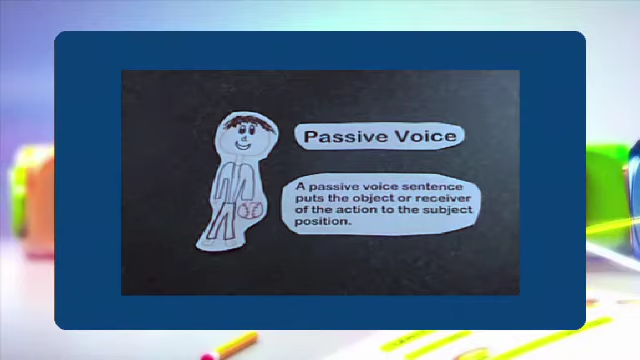 Passive Voice
A passive voice sentence
puts the object or receiver
of the action to the subject
position.